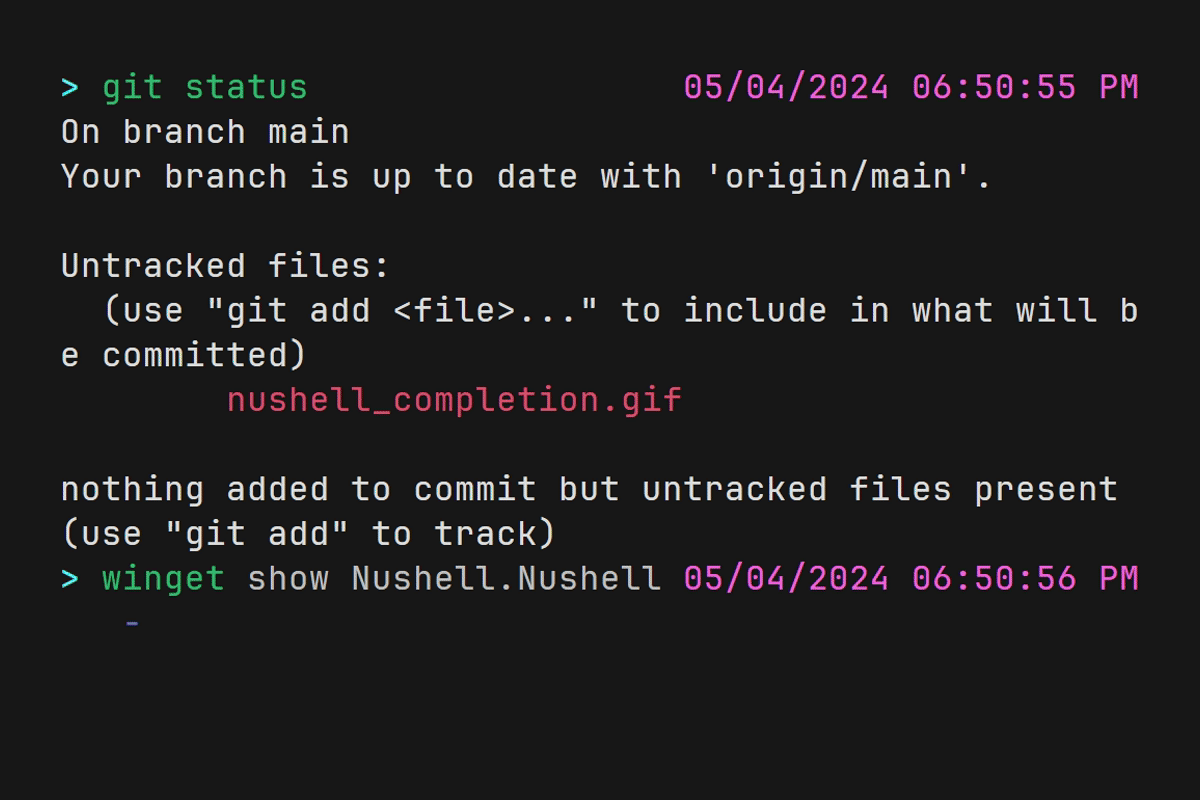 > git status 05/04/2024 06:50:55 PM
On branch main
Your branch is up to date with 'origin/main'.

Untracked files:
  (use "git add <file>..." to include in what will b
e committed)
        nushell_completion.gif

nothing added to commit but untracked files present
(use "git add" to track)
> winget show Nushell.Nushell 05/04/2024 06:50:56 PM
   -